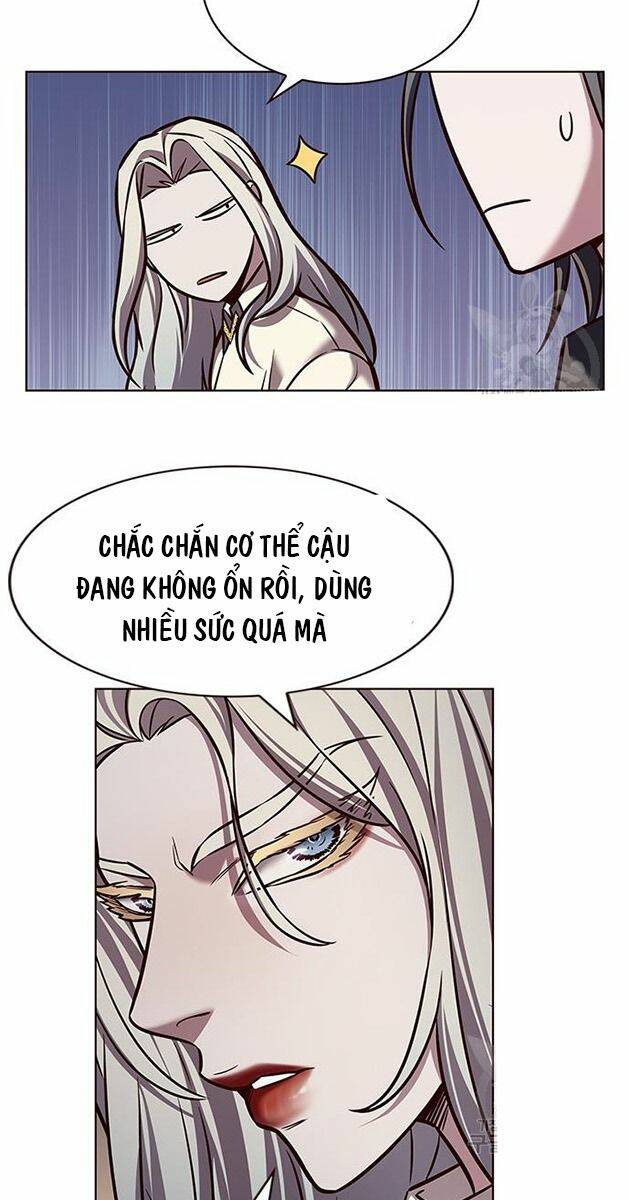 CHẮC CHẮN CƠ THỂ CẬU
ĐANG KHÔNG ỔN RỒI, DÙNG
NHIỀU SỨC QUÁ MÀ